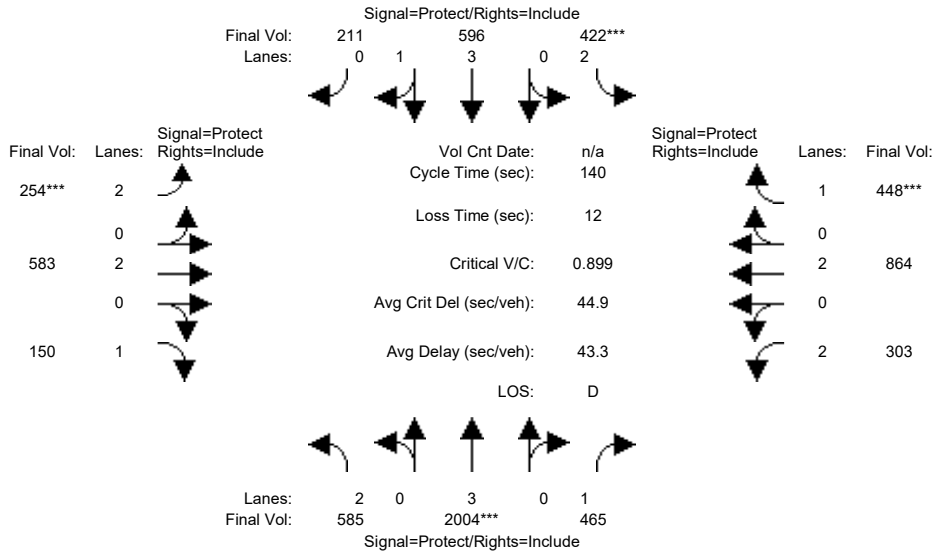 Signal=Protect/Rights=Include
Final Vol: 211 596 422***
Lanes: 0 1 3 0 2
Signal=Protect
Final Vol: Lanes: Rights=Include
Vol Cnt Date: n/a
Signal=Protect
Rights=Include Lanes: Final Vol:
Cycle Time (sec): 140
254*** 2
1 448***
Loss Time (sec): 12
0
0
583 2
Critical V/C: 0.899
2 864
0
Avg Crit Del (sec/veh): 44.9
0
150 1
Avg Delay (sec/veh): 43.3
2 303
LOS: D
Lanes: 2 0 3 0 1
Final Vol: 585 2004*** 465
Signal=Protect/Rights=Include